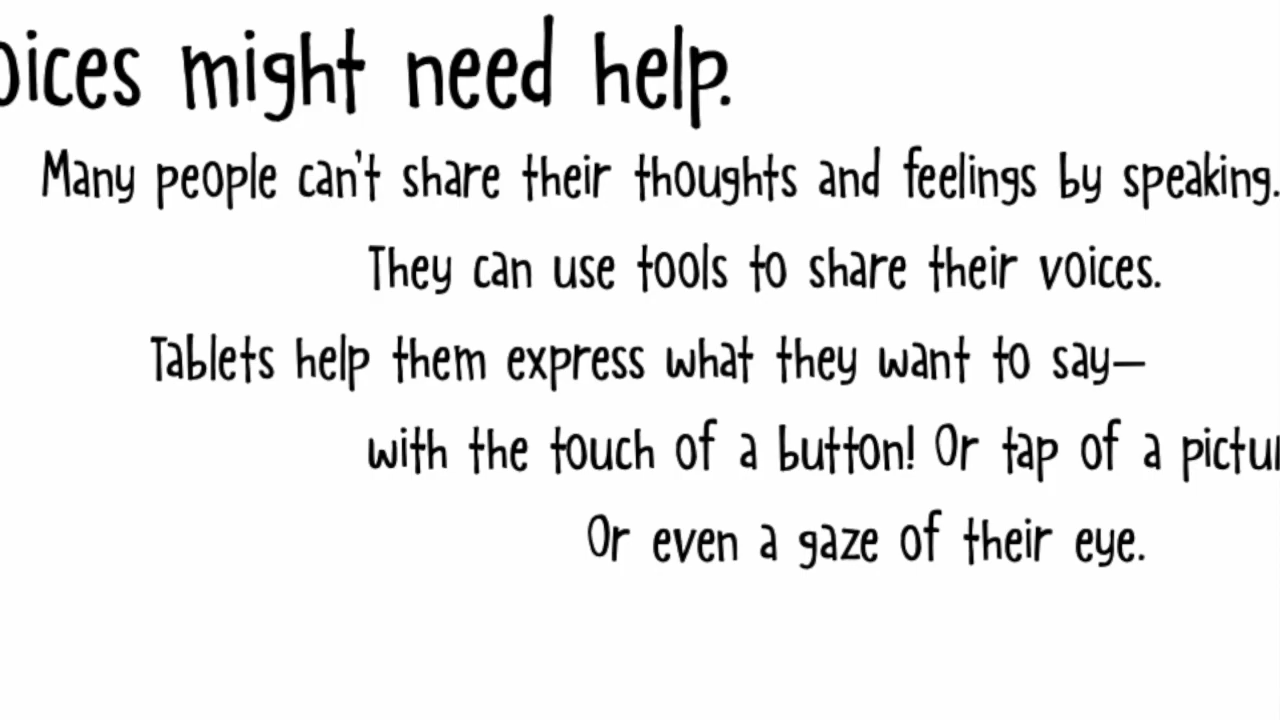 oices might need help.
Many people can't share their thoughts and feelings by speaking.
They can use tools to share their voices.
Tablets help them express what they want to say—
with the touch of a button! Or tap of a pictu
Or even a gaze of their eye.